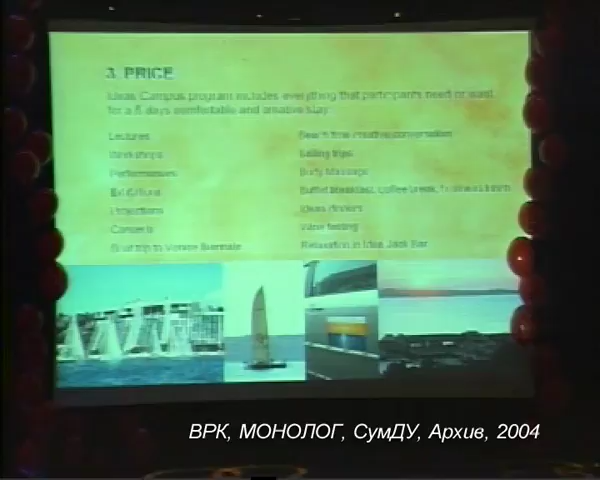 3. PRICE
Ideas Campus program includes everything that participants need or want
for a 6 days comfortable and creative stay
Lectures
Workshops
Performances
Exhibitions
Projections
Concerts
Boat trip to Venice Biennale
Beach time creative conversation
Sailing trips
Body Massage
Buffet breakfast, coffee break, business lunch
Ideas dinners
Wine tasting
Relaxation in Idea Jack Bar
ВРК, МОНОЛОГ, СумДУ, Архив, 2004